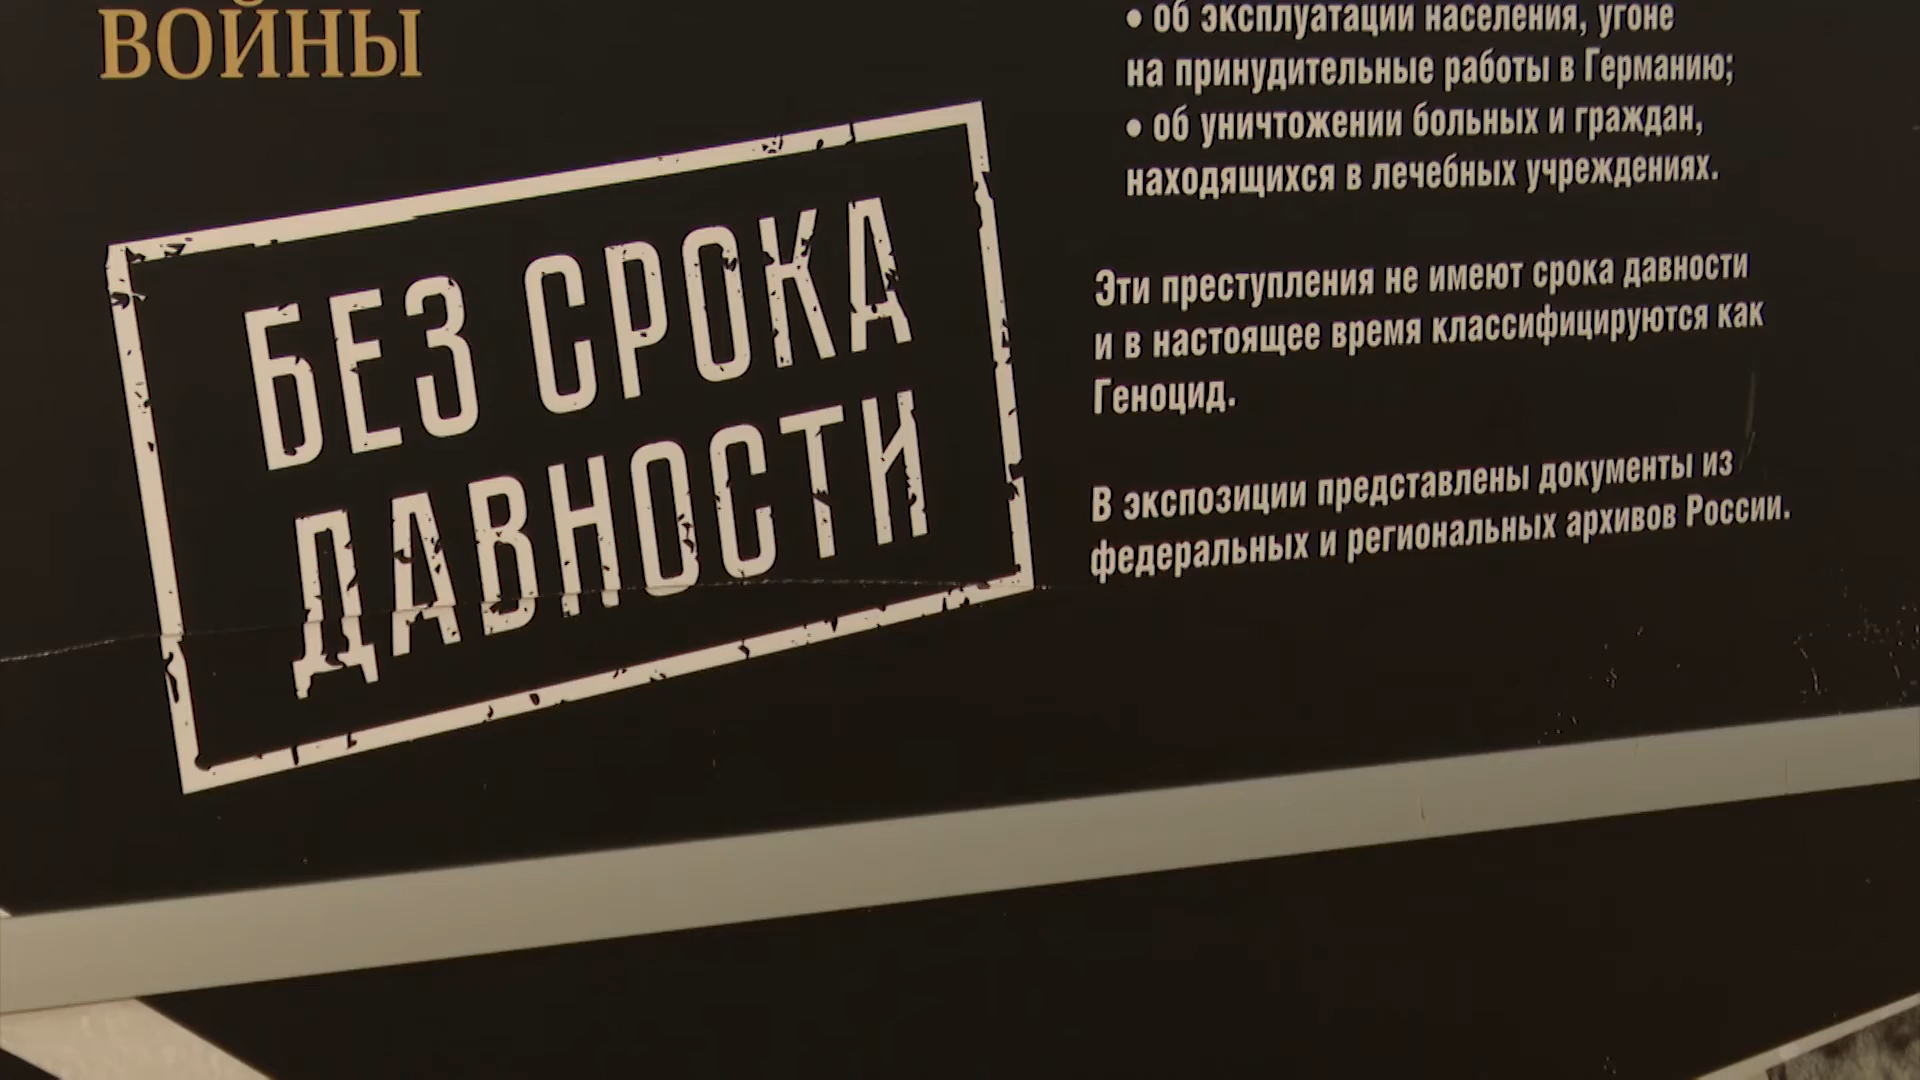 ВОЙНЫ
БЕЗ СРОКА
ДАВНОСТИ
• об эксплуатации населения, угоне
на принудительные работы в Германию;
• об уничтожении больных и граждан,
находящихся в лечебных учреждениях.
Эти преступления не имеют срока давности
и в настоящее время классифицируются как
Геноцид.
В экспозиции представлены документы из
федеральных и региональных архивов России.